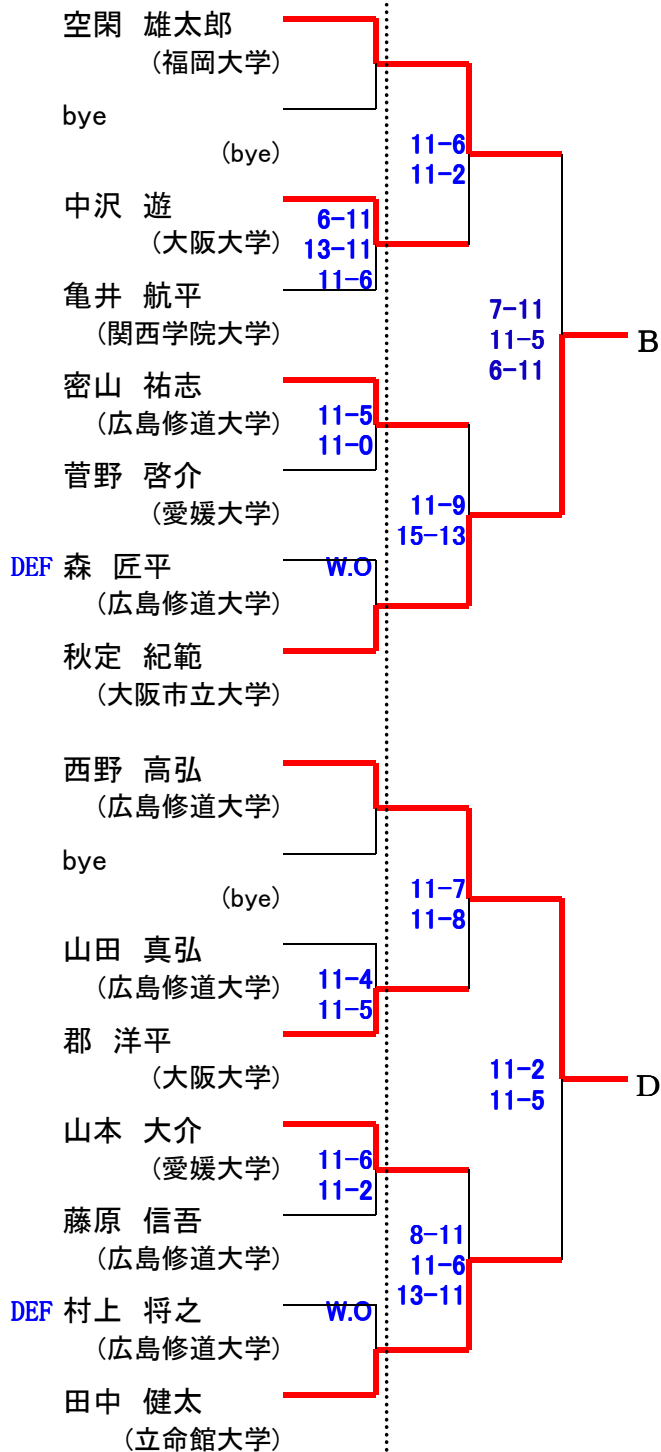 空閑 雄太郎
(福岡大学)
bye
(bye)
11-6
11-2
中沢 遊
(大阪大学)
6-11
13-11
11-6
亀井 航平
(関西学院大学)
7-11
11-5
6-11
B
密山 祐志
(広島修道大学)
11-5
11-0
菅野 啓介
(愛媛大学)
11-9
15-13
DEF 森 匠平 W.O
(広島修道大学)
秋定 紀範
(大阪市立大学)
西野 高弘
(広島修道大学)
bye
(bye)
11-7
11-8
山田 真弘
(広島修道大学)
11-4
11-5
郡 洋平
(大阪大学)
11-2
11-5
D
山本 大介
(愛媛大学)
11-6
11-2
藤原 信吾
(広島修道大学)
8-11
11-6
13-11
DEF 村上 将之 W.O
(広島修道大学)
田中 健太
(立命館大学)